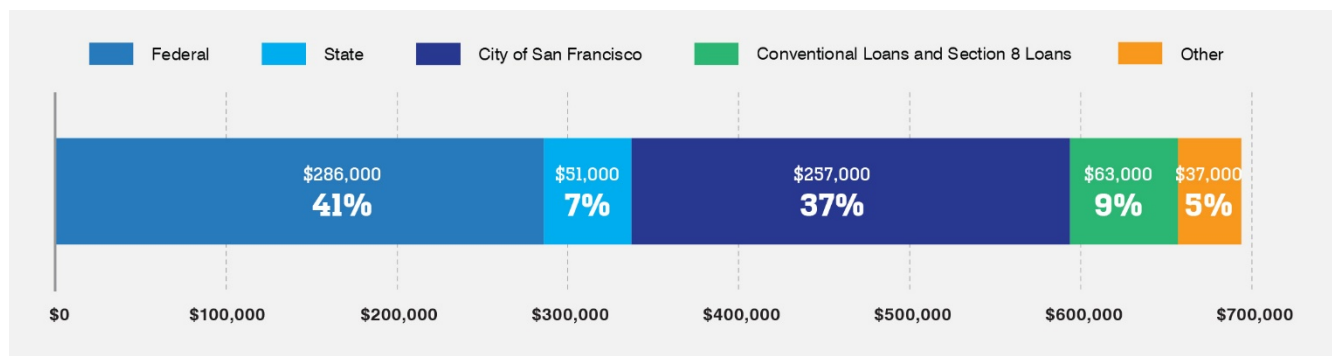 Federal State City of San Francisco Conventional Loans and Section 8 Loans Other
$286,000 $51,000 $257,000 $63,000 $37,000
41% 7% 37% 9% 5%
$0 $100,000 $200,000 $300,000 $400,000 $500,000 $600,000 $700,000